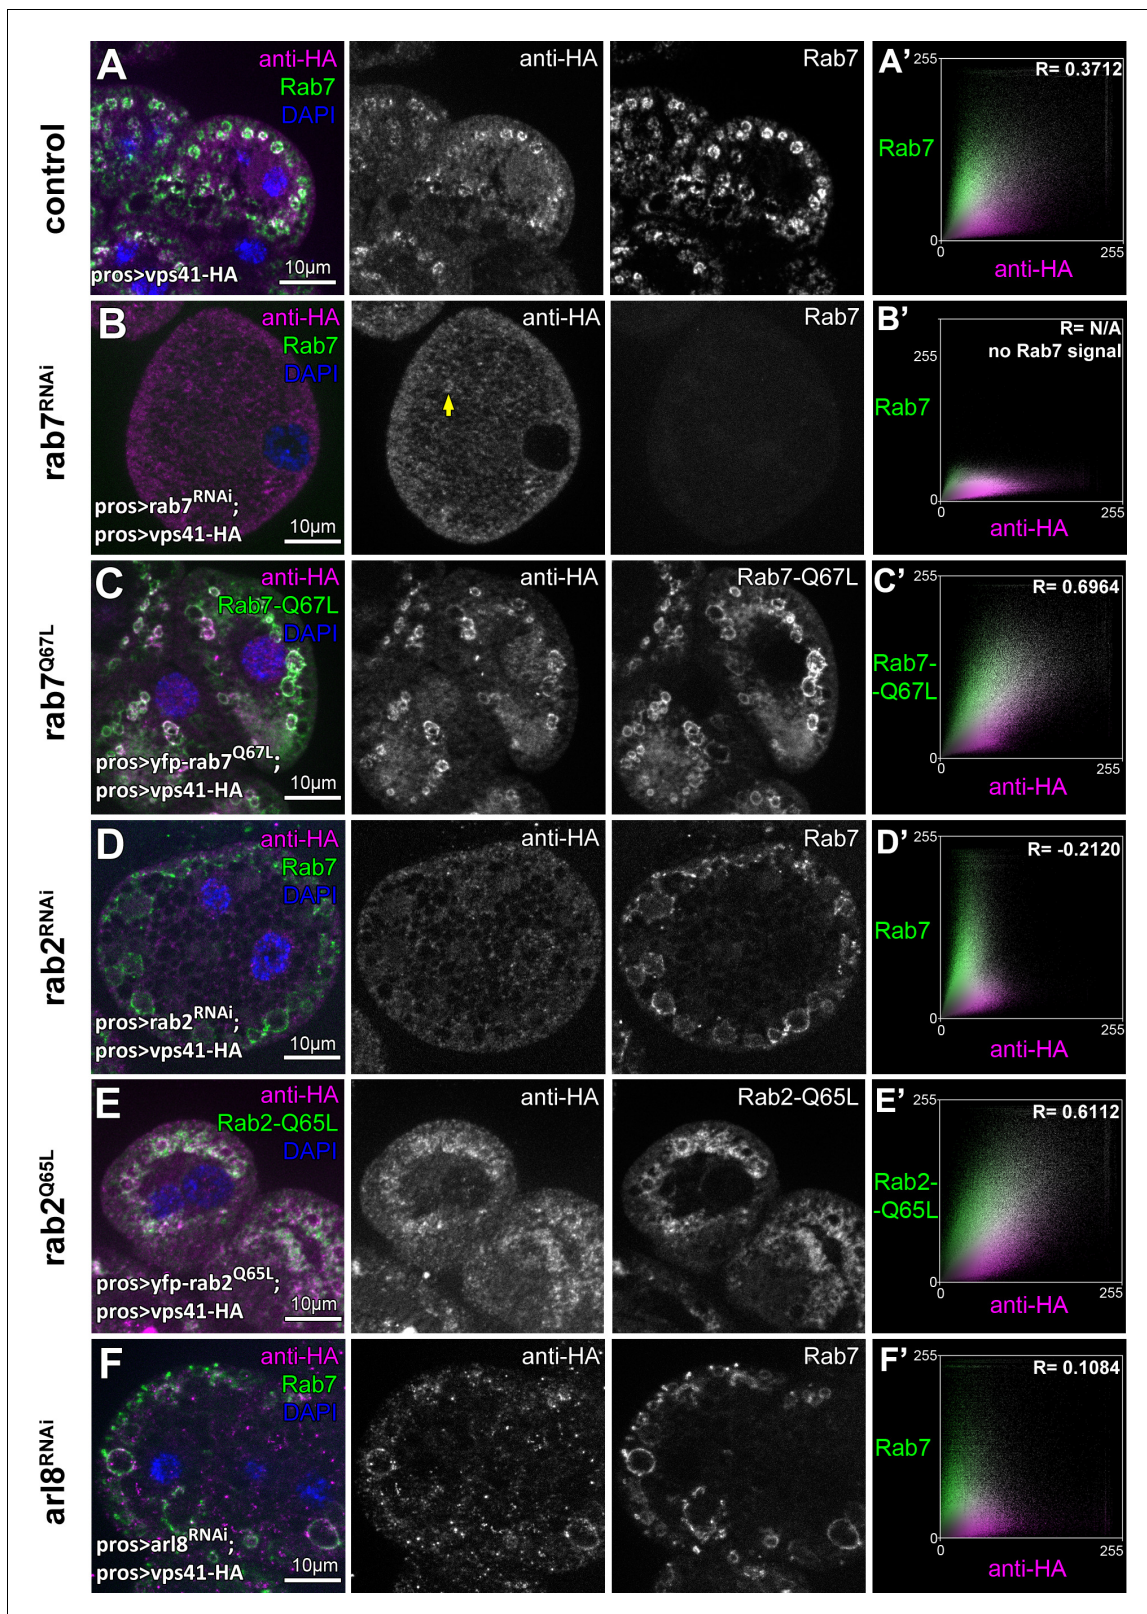 control
A
anti-HA
Rab7
DAPI
pros>vps41-HA
10µm
anti-HA
Rab7
A'
R= 0.3712
255
Rab7
0
0
255
anti-HA
rab7RNAi
B
anti-HA
Rab7
DAPI
pros>rab7RNAi;
pros>vps41-HA
10µm
anti-HA
Rab7
B'
R= N/A
no Rab7 signal
255
Rab7
0
0
255
anti-HA
rab7Q67L
C
anti-HA
Rab7-Q67L
DAPI
pros>yfp-rab7Q67L;
pros>vps41-HA
10µm
anti-HA
Rab7-Q67L
C'
R= 0.6964
255
Rab7-
-Q67L
0
0
255
anti-HA
rab2RNAi
D
anti-HA
Rab7
DAPI
pros>rab2RNAi;
pros>vps41-HA
10µm
anti-HA
Rab7
D'
R= -0.2120
255
Rab7
0
0
255
anti-HA
rab2Q65L
E
anti-HA
Rab2-Q65L
DAPI
pros>yfp-rab2Q65L;
pros>vps41-HA
10µm
anti-HA
Rab2-Q65L
E'
R= 0.6112
255
Rab2-
-Q65L
0
0
255
anti-HA
arl8RNAi
F
anti-HA
Rab7
DAPI
pros>arl8RNAi;
pros>vps41-HA
10µm
anti-HA
Rab7
F'
R= 0.1084
255
Rab7
0
0
255
anti-HA